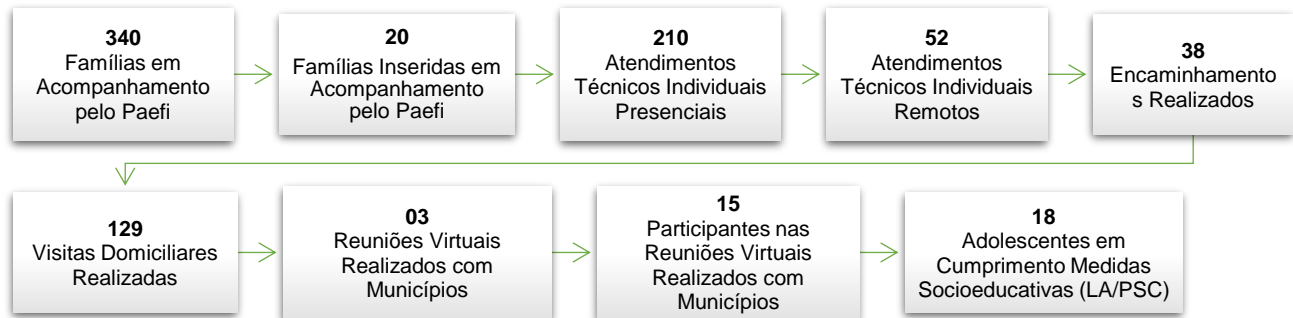 340
Famílias em
Acompanhamento
pelo Paefi
20
Famílias Inseridas em
Acompanhamento
pelo Paefi
210
Atendimentos
Técnicos Individuais
Presenciais
52
Atendimentos
Técnicos Individuais
Remotos
38
Encaminhamento
s Realizados
129
Visitas Domiciliares
Realizadas
03
Reuniões Virtuais
Realizados com
Municípios
15
Participantes nas
Reuniões Virtuais
Realizados com
Municípios
18
Adolescentes em
Cumprimento Medidas
Socioeducativas (LA/PSC)